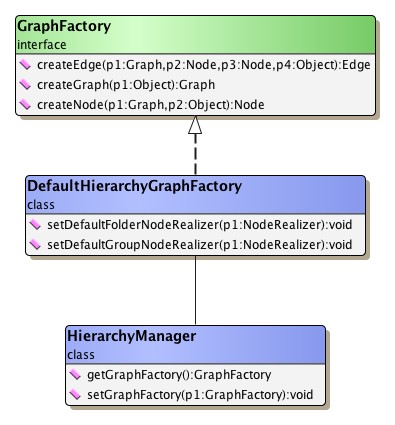 GraphFactory
interface
createEdge(p1:Graph,p2:Node,p3:Node,p4:Object):Edge
createGraph(p1:Object):Graph
createNode(p1:Graph,p2:Object):Node
DefaultHierarchyGraphFactory
class
setDefaultFolderNodeRealizer(p1:NodeRealizer):void
setDefaultGroupNodeRealizer(p1:NodeRealizer):void
HierarchyManager
class
getGraphFactory():GraphFactory
setGraphFactory(p1:GraphFactory):void